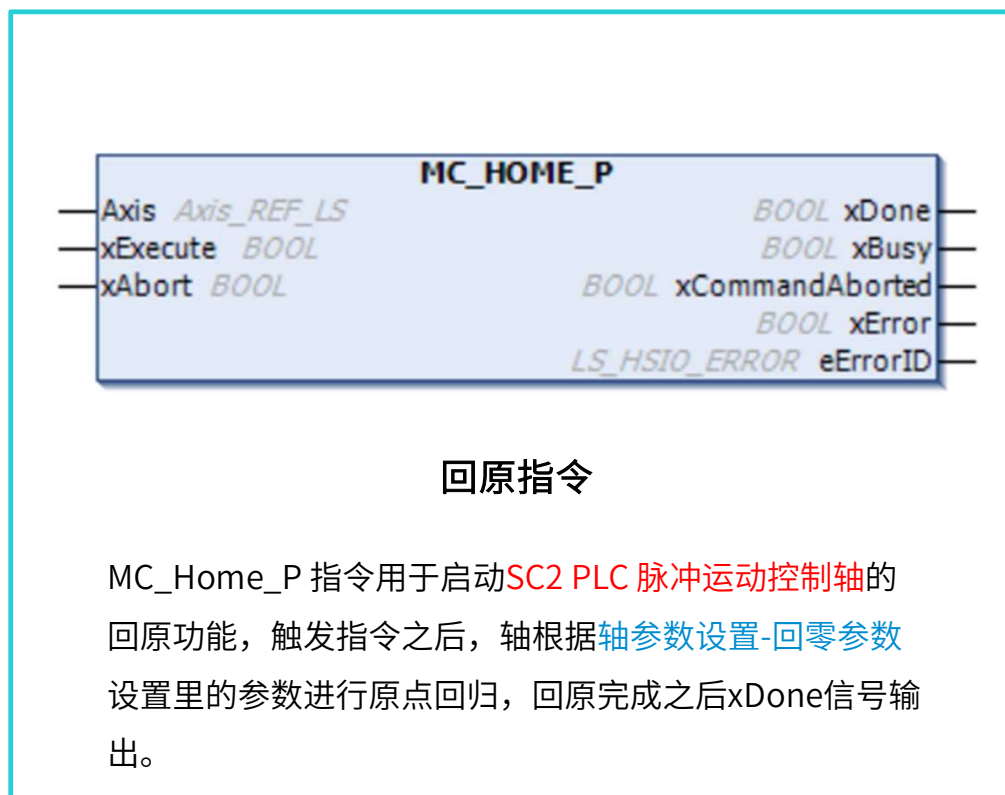 MC_HOME_P
Axis Axis_REF_LS BOOL xDone
xExecute BOOL BOOL xBusy
xAbort BOOL BOOL xCommandAborted
BOOL xError
LS_HSIO_ERROR eErrorID
回原指令
MC_Home_P 指令用于启动SC2 PLC 脉冲运动控制轴的
回原功能，触发指令之后，轴根据轴参数设置-回零参数
设置里的参数进行原点回归，回原完成之后xDone信号输
出。